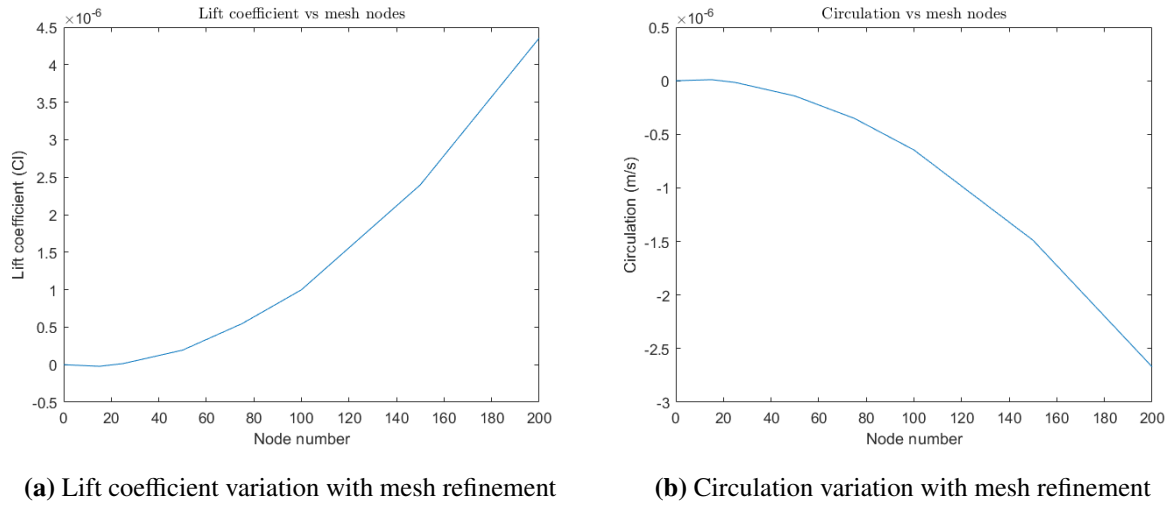 Lift coefficient vs mesh nodes
×10-6
4.5
4
3.5
3
2.5
2
1.5
1
0.5
0
-0.5
Lift coefficient (Cl)
0 20 40 60 80 100 120 140 160 180 200
Node number
(a) Lift coefficient variation with mesh refinement
Circulation vs mesh nodes
×10-6
0.5
0
-0.5
-1
-1.5
-2
-2.5
-3
Circulation (m/s)
0 20 40 60 80 100 120 140 160 180 200
Node number
(b) Circulation variation with mesh refinement